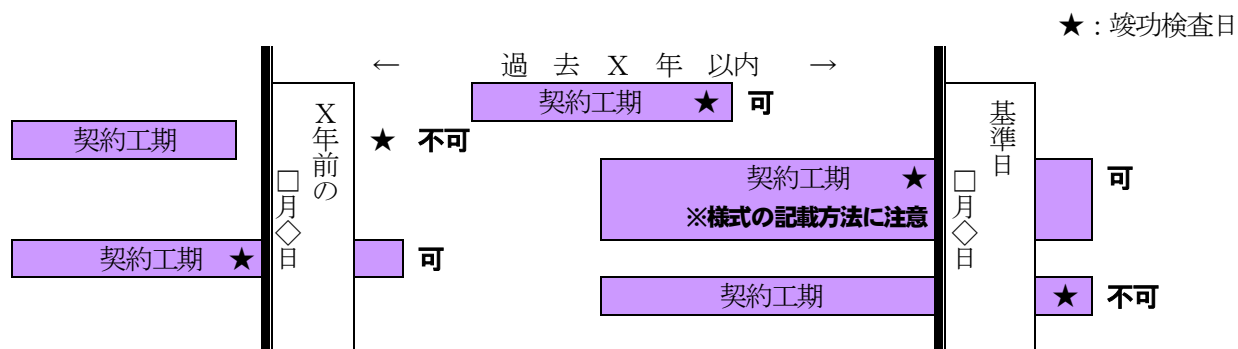 ★：竣功検査日
← 過去Ｘ年以内 →
契約工期 ★ 可
契約工期 ★ 不可
Ｘ年前の
□月◇日
基準日
□月◇日
契約工期 ★ 可
※様式の記載方法に注意
契約工期 ★ 可
契約工期 ★ 不可